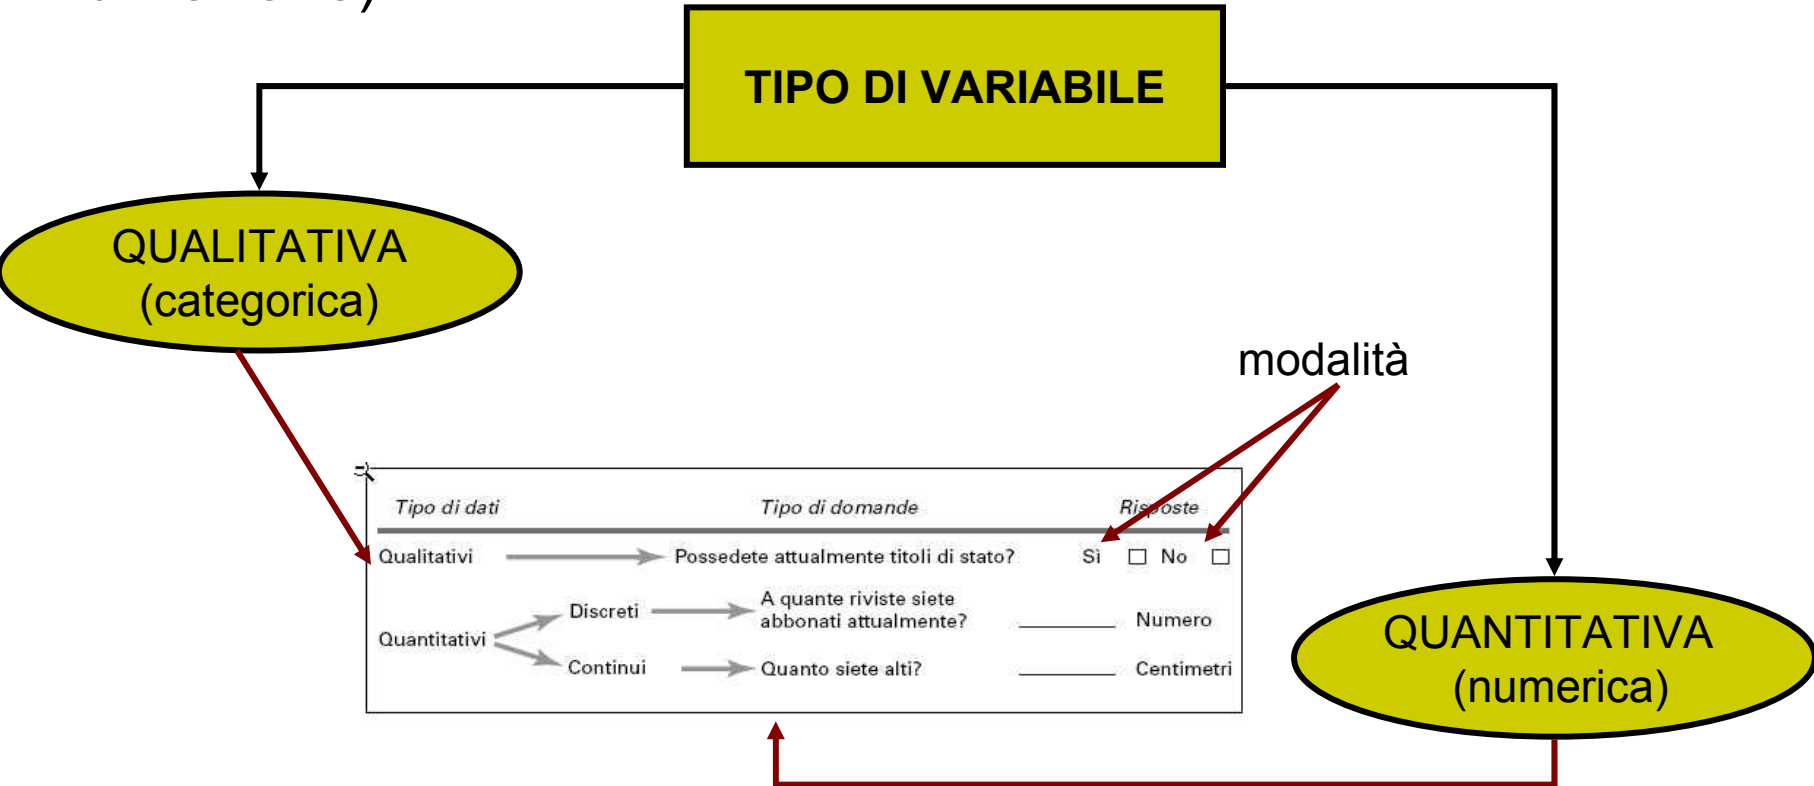 TIPO DI VARIABILE
QUALITATIVA
(categorica)
modalità
Tipo di dati Tipo di domande Risposte
Qualitativi Possedete attualmente titoli di stato? Sì No
Discreti A quante riviste siete
abbonati attualmente? Numero
Quantitativi
Continui Quanto siete alti? Centimetri
QUANTITATIVA
(numerica)